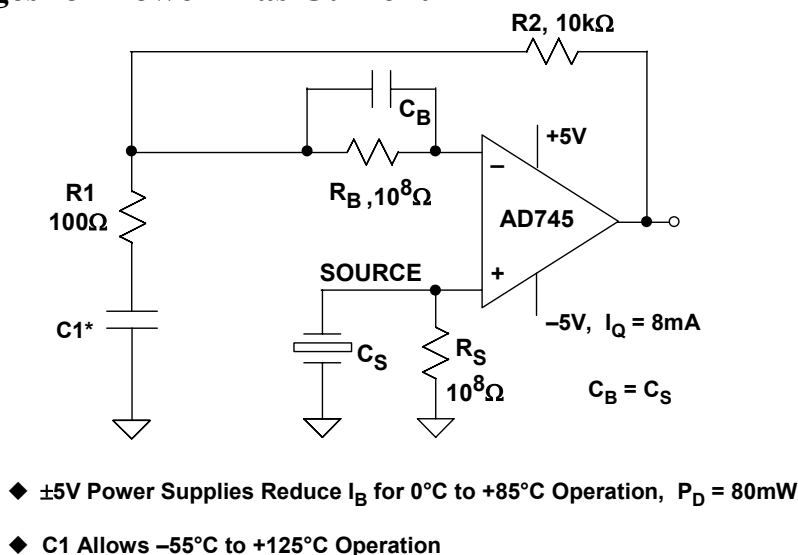 R2, 10kΩ
C_B
+5V
R_B ,10^8Ω
–
R1
100Ω
AD745
SOURCE
+
–5V, I_Q = 8mA
C1*
C_S
R_S
10^8Ω
C_B = C_S
◆ ±5V Power Supplies Reduce I_B for 0°C to +85°C Operation, P_D = 80mW
◆ C1 Allows –55°C to +125°C Operation